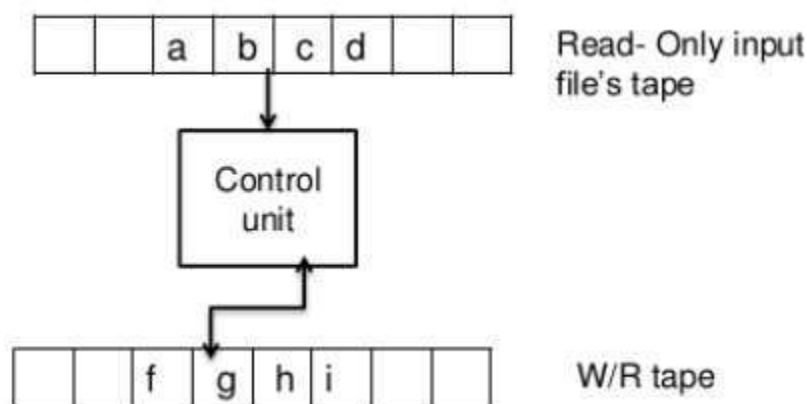 a b c d
Read- Only input
file's tape
Control
unit
f g h i
W/R tape